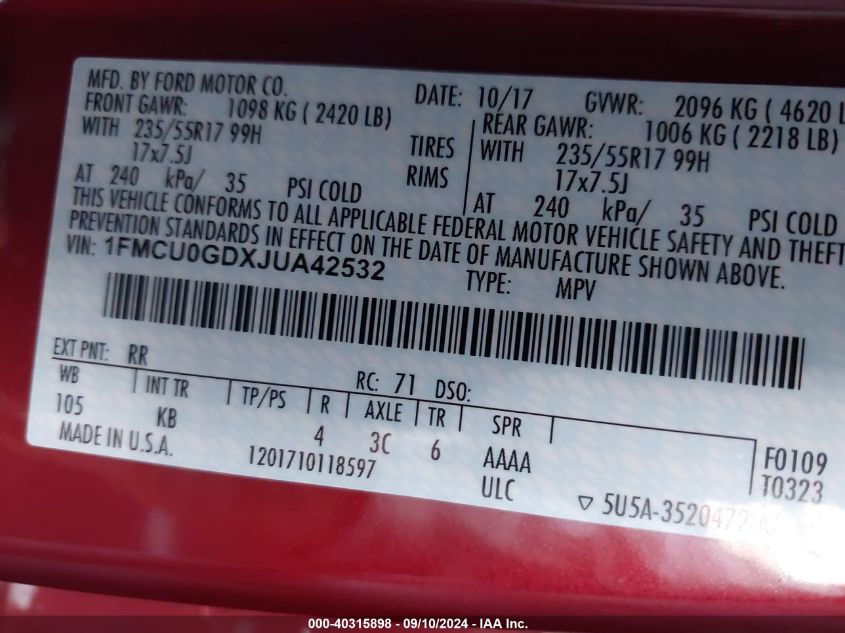 MFD. BY FORD MOTOR CO.
DATE: 10/17
GVWR: 2096 KG ( 4620 L
FRONT GAWR: 1098 KG ( 2420 LB)
REAR GAWR: 1006 KG ( 2218 LB)
WITH 235/55R17 99H TIRES
WITH 235/55R17 99H
17x7.5J RIMS
17x7.5J
AT 240 kPa/ 35 PSI COLD
AT 240 kPa/ 35 PSI COLD
THIS VEHICLE CONFORMS TO ALL APPLICABLE FEDERAL MOTOR VEHICLE SAFETY AND THEFT
PREVENTION STANDARDS IN EFFECT ON THE DATE OF MANUFACTURE SHOWN ABOVE.
VIN: 1FMCU0GDXJUA42532
TYPE: MPV
EXT PNT: RR
RC: 71 DSO:
WB INT TR TP/PS R AXLE TR SPR
105 KB 4 3C 6 AAAA
F0109
MADE IN U.S.A. 1201710118597 ULC
T0323
▽ 5U5A-3520472
000-40315898 - 09/10/2024 - IAA Inc.